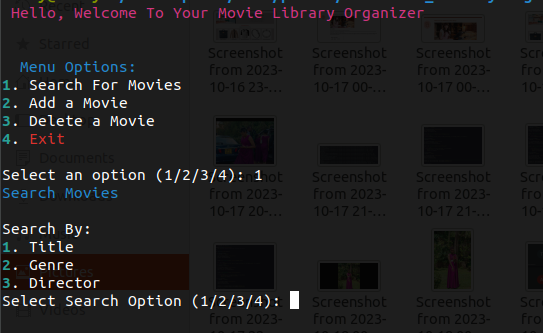 Hello, Welcome To Your Movie Library Organizer
Menu Options:
1. Search For Movies
2. Add a Movie
3. Delete a Movie
4. Exit
Select an option (1/2/3/4): 1
Search Movies
Search By:
1. Title
2. Genre
3. Director
Select Search Option (1/2/3/4):
Starred
Documents
Videos
Screenshot from 2023-10-16 23-...
Screenshot from 2023-10-17 00-...
Screenshot from 2023-10-17 00-...
Screenshot from 2023-10-17 20-...
Screenshot from 2023-10-17 21-...
Screenshot from 2023-10-17 21-...